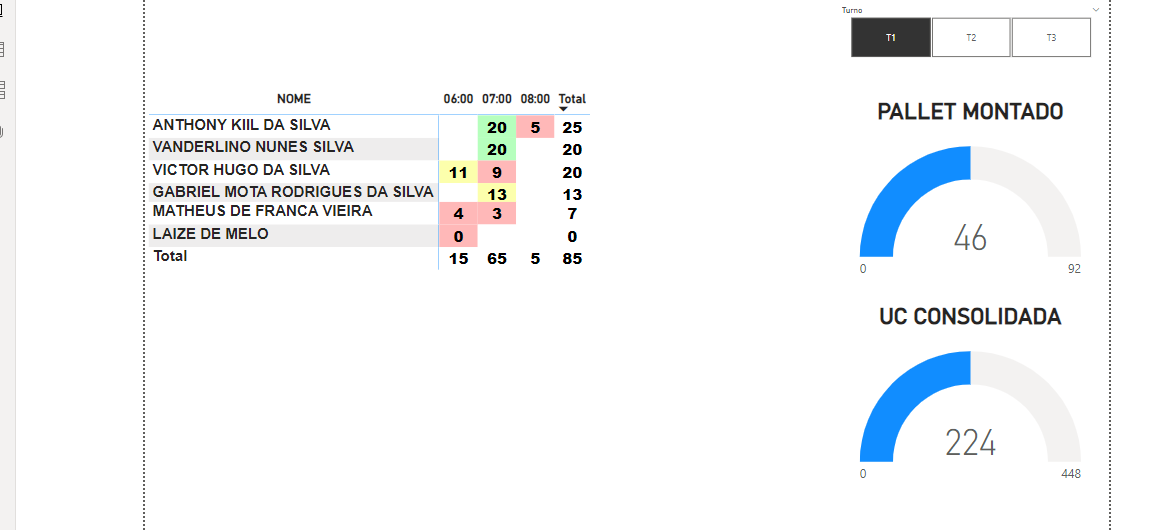 Turno
T1 T2 T3
NOME 06:00 07:00 08:00 Total
ANTHONY KIIL DA SILVA 20 5 25
VANDERLINO NUNES SILVA 20 20
VICTOR HUGO DA SILVA 11 9 20
GABRIEL MOTA RODRIGUES DA SILVA 13 13
MATHEUS DE FRANCA VIEIRA 4 3 7
LAIZE DE MELO 0 0
Total 15 65 5 85
PALLET MONTADO
46
0 92
UC CONSOLIDADA
224
0 448